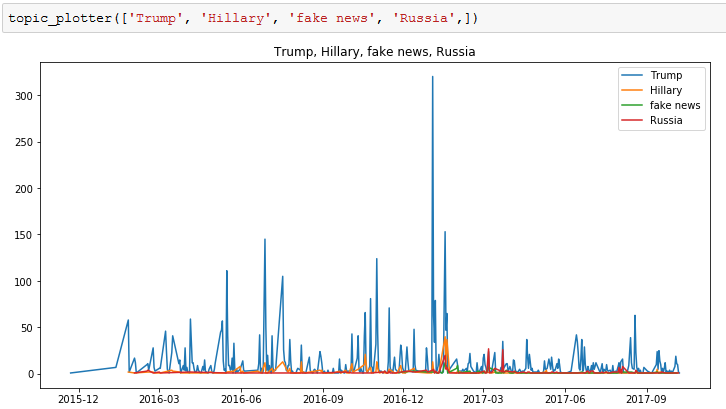 topic_plotter(['Trump', 'Hillary', 'fake news', 'Russia',])
Trump, Hillary, fake news, Russia
Trump
Hillary
fake news
Russia
300
250
200
150
100
50
0
2015-12 2016-03 2016-06 2016-09 2016-12 2017-03 2017-06 2017-09